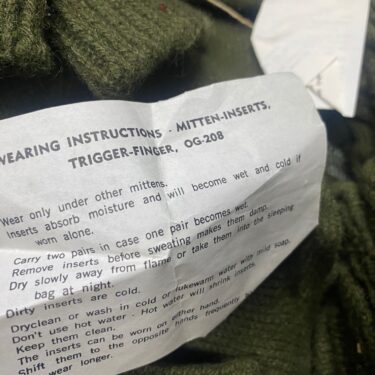 WEARING INSTRUCTIONS - MITTEN-INSERTS,
TRIGGER-FINGER, OG-208
Wear only under other mittens.
Inserts absorb moisture and will become wet and cold if
worn alone.
Carry two pairs in case one pair becomes wet.
Remove inserts before sweating makes them damp.
Dry slowly away from flame or take them into the sleeping
bag at night.
Dirty inserts are cold.
Dryclean or wash in cold or lukewarm water with mild soap.
Don't use hot water - Hot water will shrink inserts.
Keep them clean.
The inserts can be worn on either hand.
Shift them to the opposite hands frequently
wear longer.